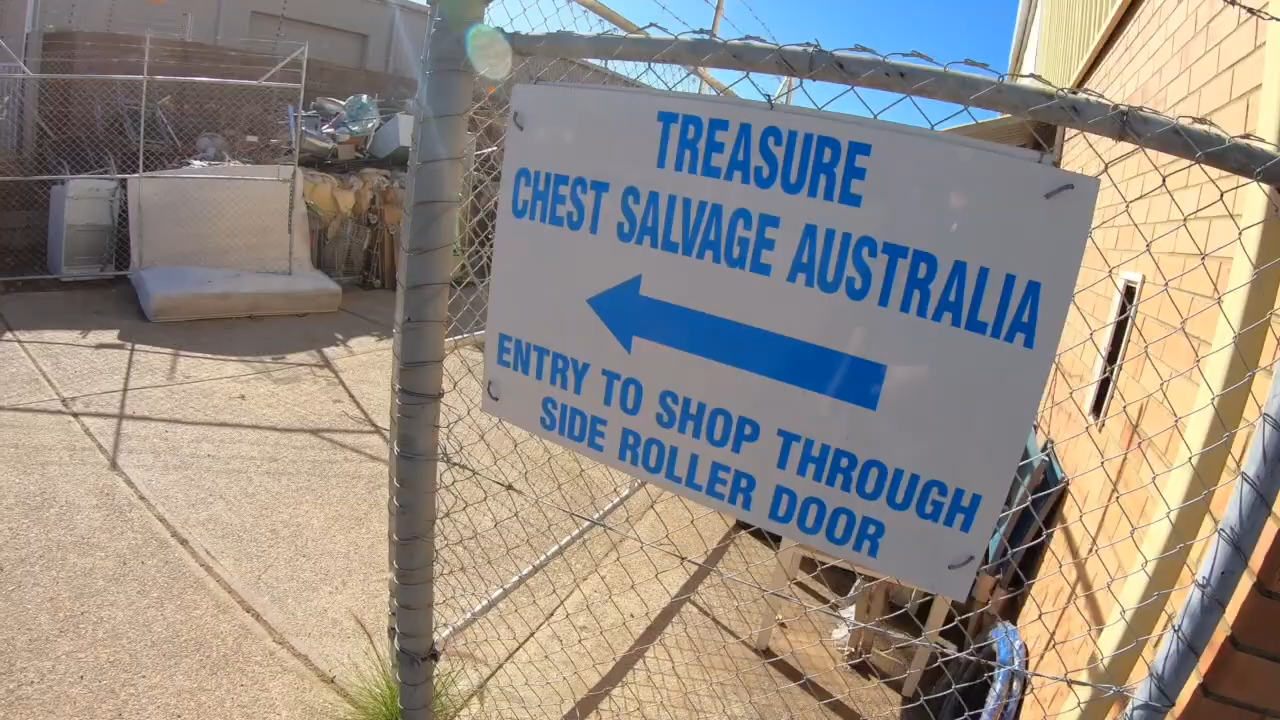 TREASURE
CHEST SALVAGE AUSTRALIA
ENTRY TO SHOP THROUGH
SIDE ROLLER DOOR